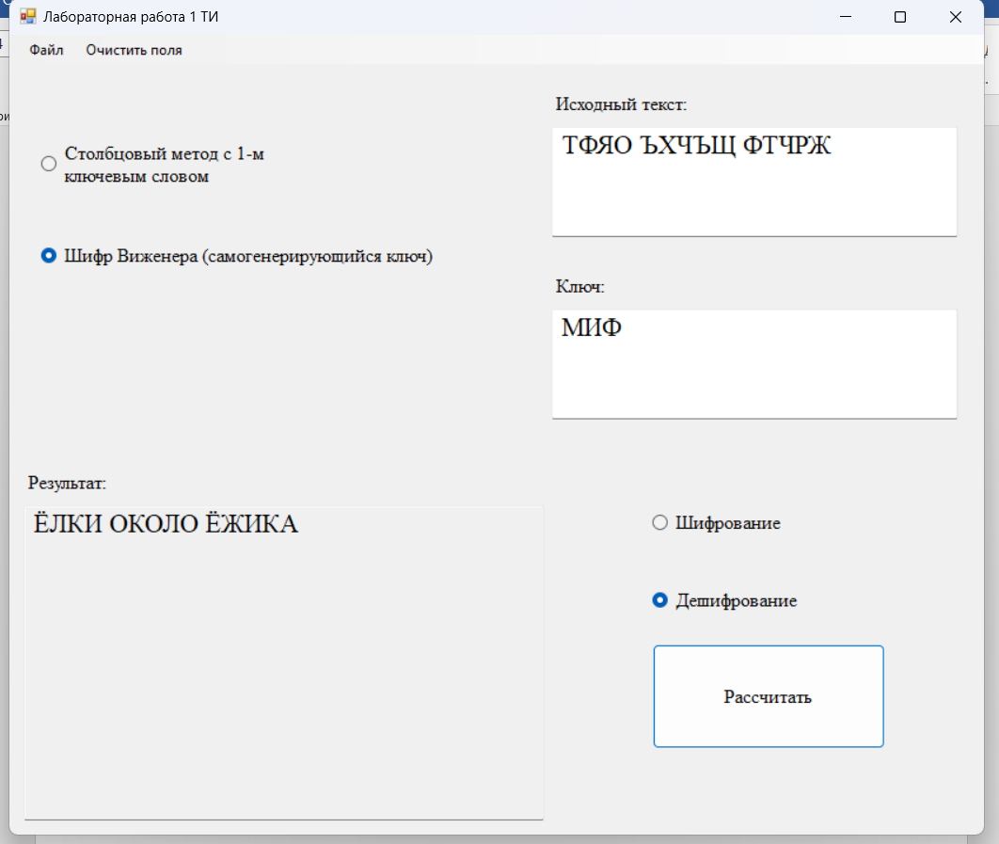 Лабораторная работа 1 ТИ
Файл Очистить поля
Столбцовый метод с 1-м
ключевым словом
Шифр Виженера (самогенерирующийся ключ)
Исходный текст:
ТФЯО ЪХЧЪЩ ФТЧРЖ
Ключ:
МИФ
Результат:
ЁЛКИ ОКОЛО ЁЖИКА
Шифрование
Дешифрование
Рассчитать